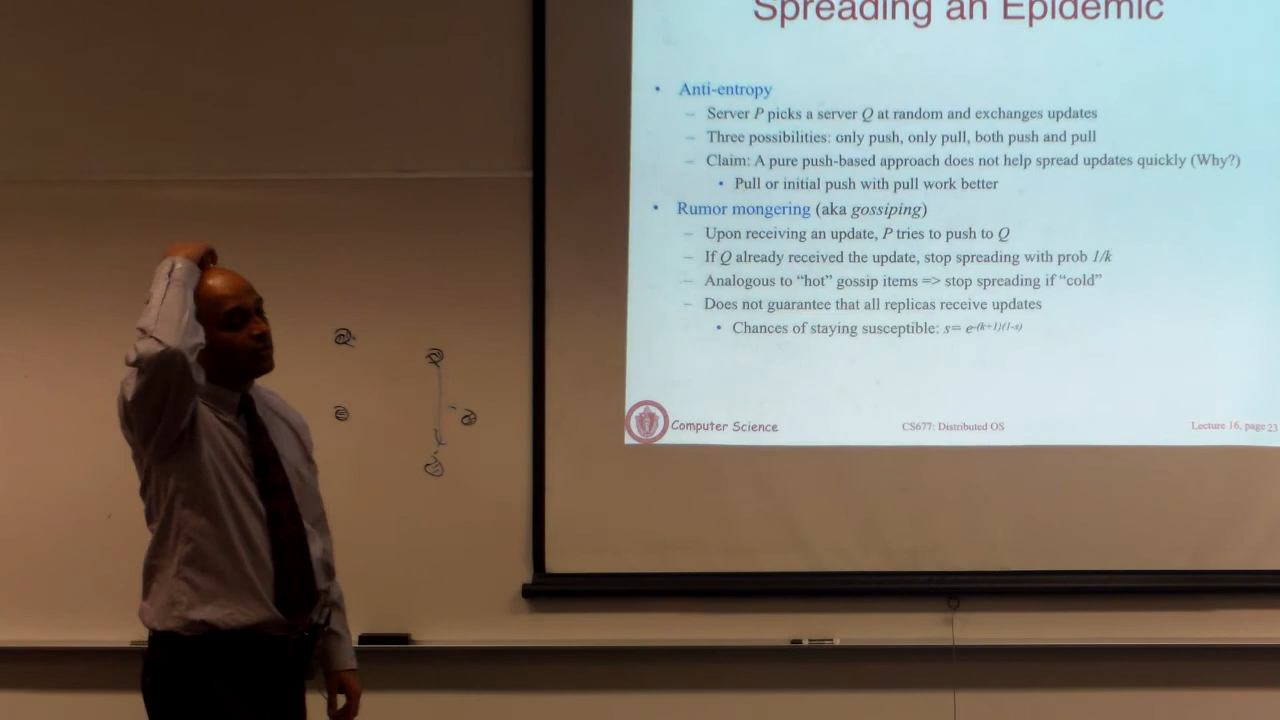 Spreading an Epidemic
• Anti-entropy
– Server P picks a server Q at random and exchanges updates
– Three possibilities: only push, only pull, both push and pull
– Claim: A pure push-based approach does not help spread updates quickly (Why?)
• Pull or initial push with pull work better
• Rumor mongering (aka gossiping)
– Upon receiving an update, P tries to push to Q
– If Q already received the update, stop spreading with prob 1/k
– Analogous to “hot” gossip items => stop spreading if “cold”
– Does not guarantee that all replicas receive updates
• Chances of staying susceptible: s= e-(k+1)(1-s)
Computer Science
CS677: Distributed OS
Lecture 16, page 23